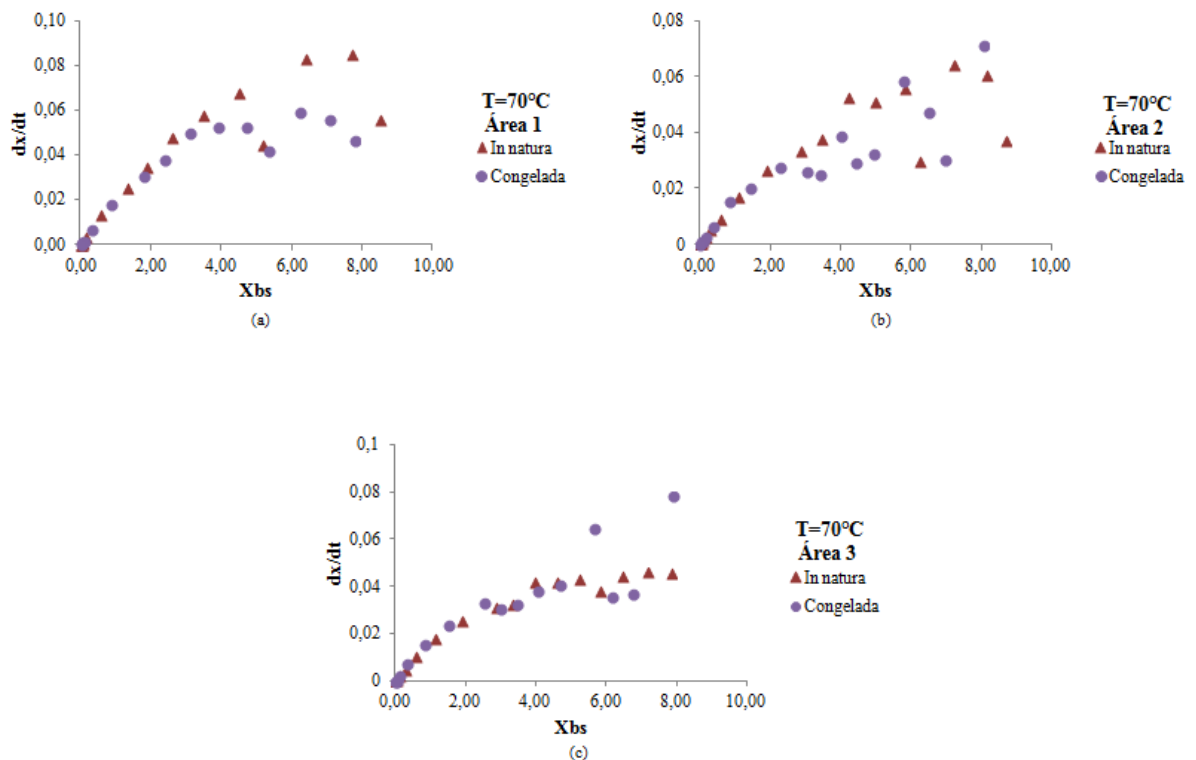 0,10
0,08
0,06
0,04
0,02
0,00
dx/dt
0,00 2,00 4,00 6,00 8,00 10,00
Xbs
T=70°C
Área 1
In natura
Congelada
(a)
0,08
0,06
0,04
0,02
0
dx/dt
0,00 2,00 4,00 6,00 8,00 10,00
Xbs
T=70°C
Área 2
In natura
Congelada
(b)
0,1
0,08
0,06
0,04
0,02
0
dx/dt
0,00 2,00 4,00 6,00 8,00 10,00
Xbs
T=70°C
Área 3
In natura
Congelada
(c)